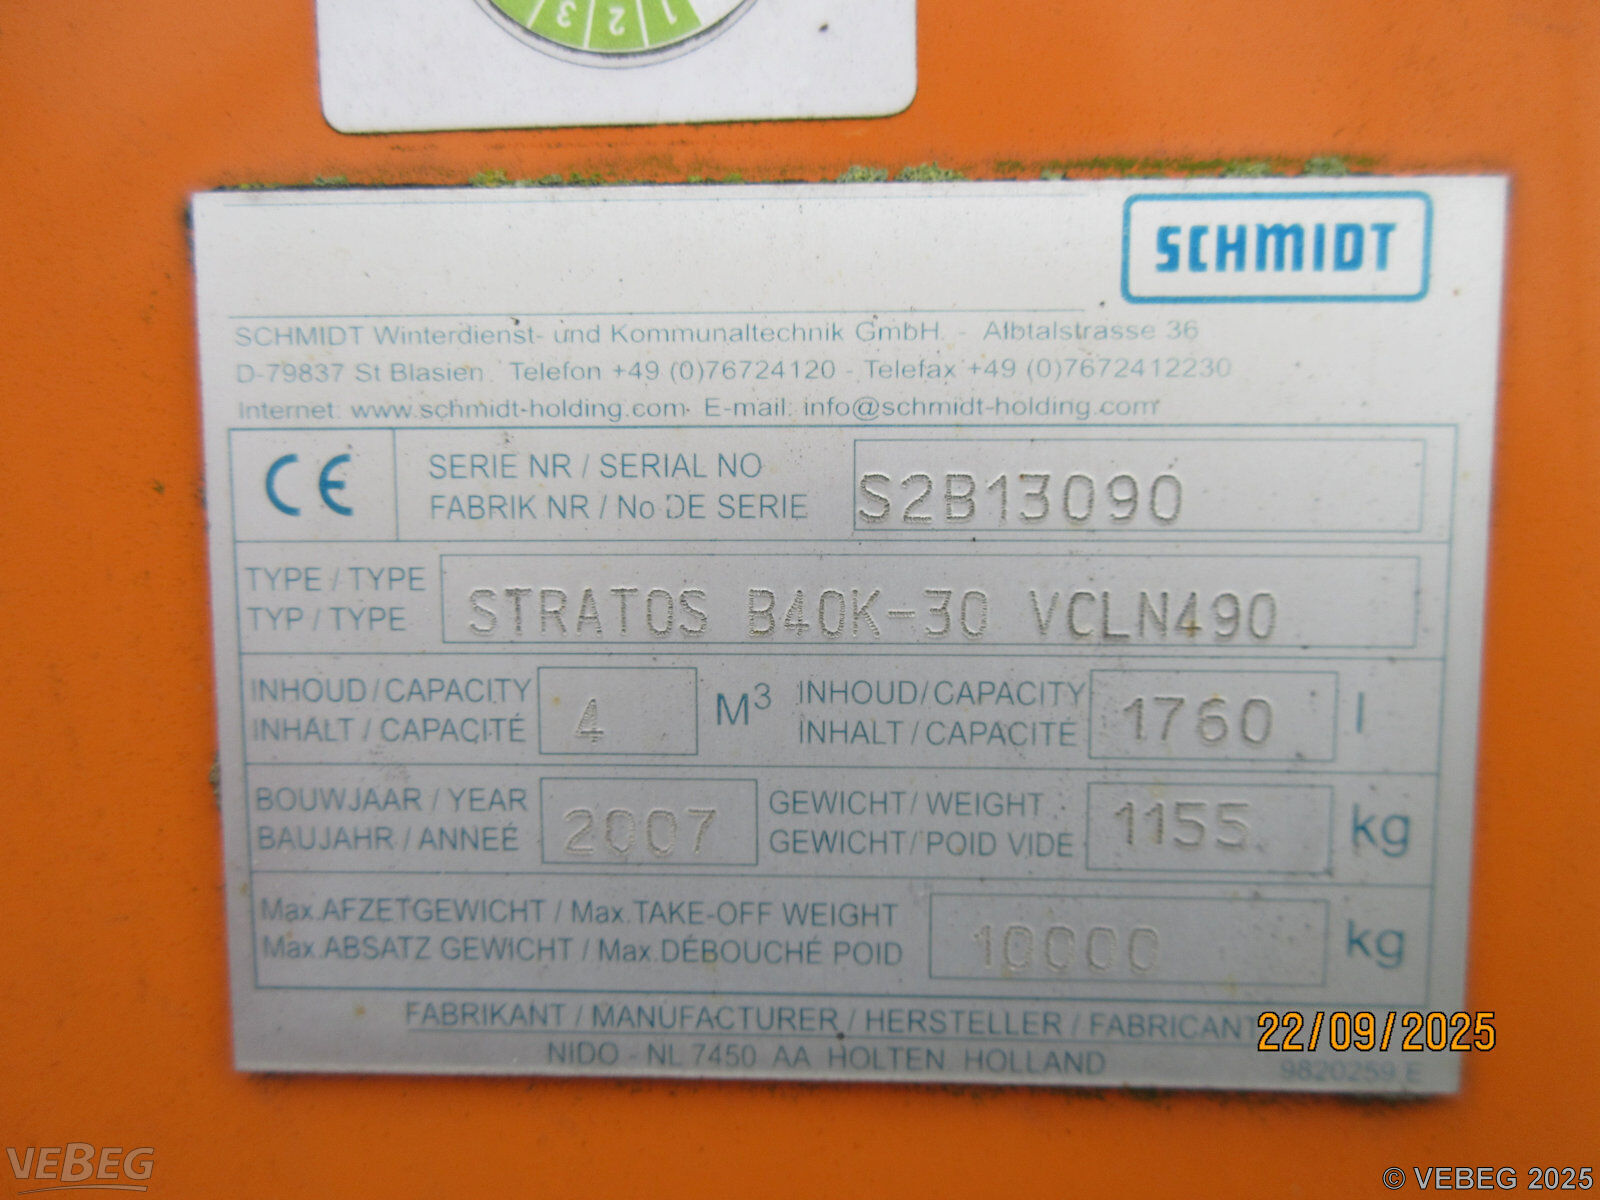 3 2 1
SCHMIDT
SCHMIDT Winterdienst- und Kommunaltechnik GmbH. - Albtalstrasse 36
D-79837 St Blasien. Telefon +49 (0)76724120 - Telefax +49 (0)7672412230
Internet: www.schmidt-holding.com E-mail: info@schmidt-holding.com
CE
SERIE NR / SERIAL NO
FABRIK NR / No DE SERIE
S2B13090
TYPE / TYPE
TYP / TYPE
STRATOS B40K-30 VCLN490
INHOUD / CAPACITY
INHALT / CAPACITÉ
4 M³
INHOUD / CAPACITY
INHALT / CAPACITÉ
1760 l
BOUWJAAR / YEAR
BAUJAHR / ANNEÉ
2007
GEWICHT / WEIGHT
GEWICHT / POID VIDE
1155 kg
Max. AFZETGEWICHT / Max. TAKE-OFF WEIGHT
Max. ABSATZ GEWICHT / Max. DÉBOUCHÉ POID
10000 kg
FABRIKANT / MANUFACTURER / HERSTELLER / FABRICANT
NIDO - NL 7450 AA HOLTEN HOLLAND
9820259 E
22/09/2025
VEBEG
© VEBEG 2025